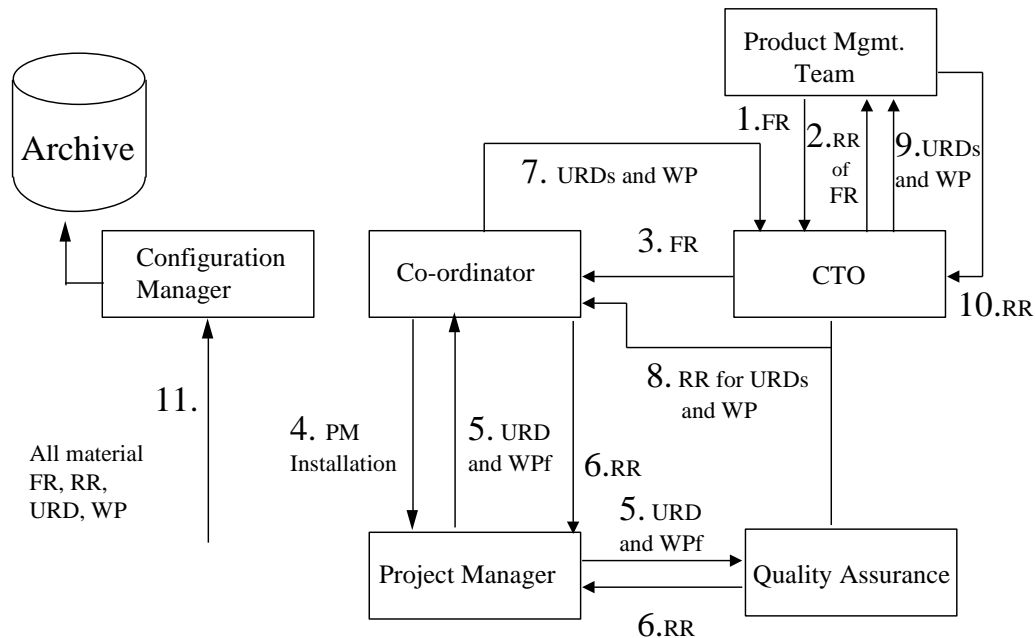 Product Mgmt.
Team
Archive
1.FR
2.RR
of
FR
9.URDs
and WP
7. URDs and WP
3. FR
Configuration
Manager
Co-ordinator
CTO
10.RR
8. RR for URDs
and WP
11.
4. PM
Installation
5. URD
and WPf
6.RR
All material
FR, RR,
URD, WP
5. URD
and WPf
Project Manager
Quality Assurance
6.RR